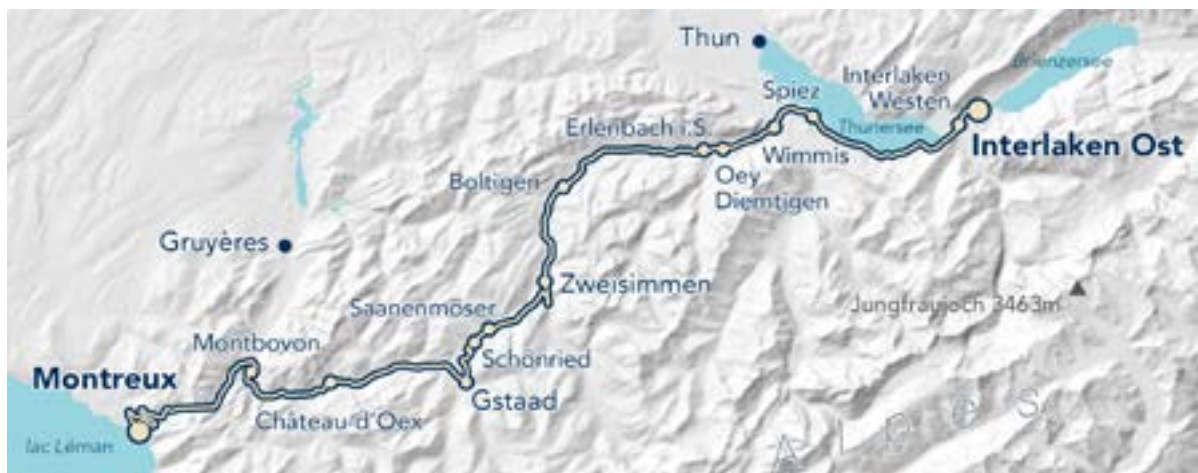 Thun
Brienzersee
Interlaken
Westen
Spiez
Erlenbach i.S.
Thunersee
Interlaken Ost
Wimmis
Oey
Diemtigen
Boltigen
Gruyères
Zweisimmen
Jungfraujoch 3463m
Saanenmöser
Montbovon
Schönried
Montreux
Gstaad
Château-d'Oex
lac Léman
ALPES